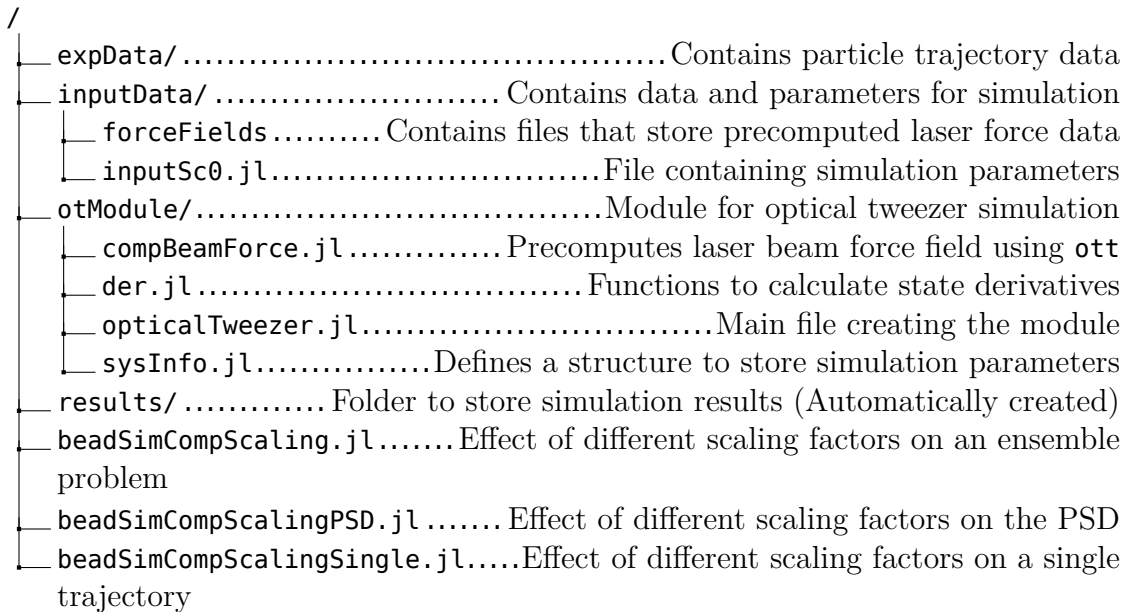 /
expData/..............................................Contains particle trajectory data
inputData/...........................Contains data and parameters for simulation
forceFields..........Contains files that store precomputed laser force data
inputSc0.jl................................File containing simulation parameters
otModule/.......................................Module for optical tweezer simulation
compBeamForce.jl...............Precomputes laser beam force field using ott
der.jl.....................................Functions to calculate state derivatives
opticalTweezer.jl..................................Main file creating the module
sysInfo.jl.................Defines a structure to store simulation parameters
results/.............Folder to store simulation results (Automatically created)
beadSimCompScaling.jl.......Effect of different scaling factors on an ensemble
problem
beadSimCompScalingPSD.jl.......Effect of different scaling factors on the PSD
beadSimCompScalingSingle.jl.....Effect of different scaling factors on a single
trajectory